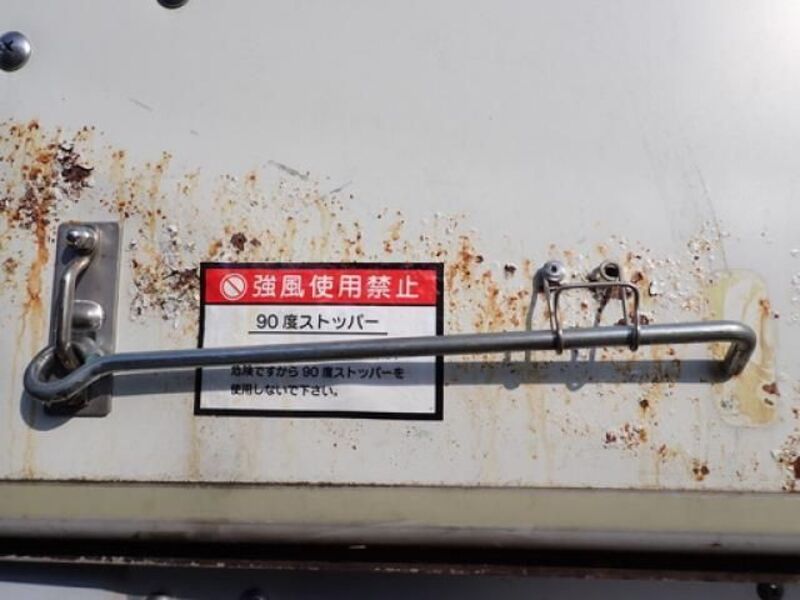 強風使用禁止
90度ストッパー
危険ですから90度ストッパーを
使用しないで下さい。